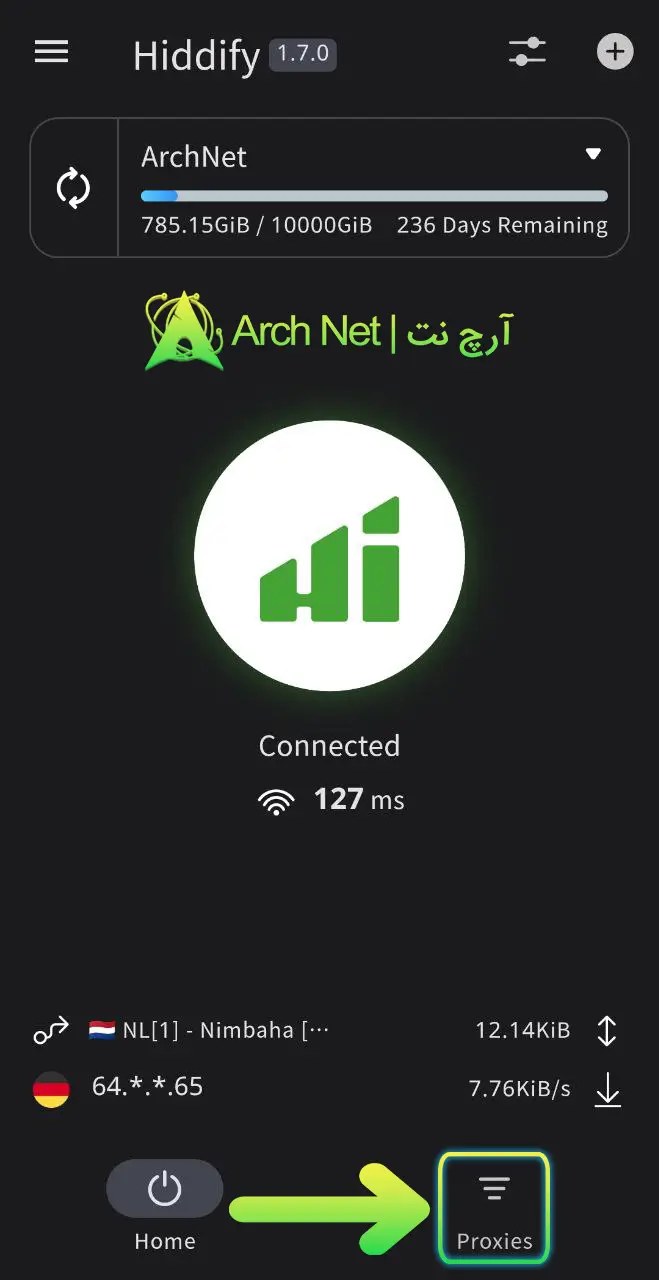 Hiddify 1.7.0
ArchNet
785.15GiB / 10000GiB 236 Days Remaining
Arch Net | آرچ نت
Hi
Connected
127 ms
NL[1] - Nimbaha [⋯ 12.14KiB
64.*.*.65 7.76KiB/s
Home Proxies